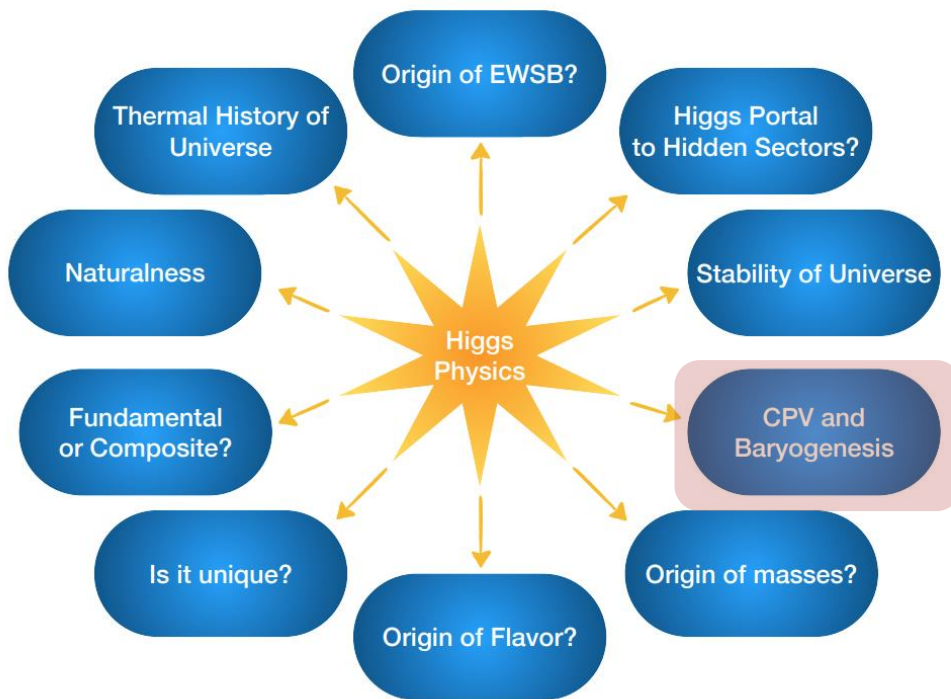 Origin of EWSB?
Thermal History of
Universe
Higgs Portal
to Hidden Sectors?
Naturalness
Stability of Universe
Higgs
Physics
Fundamental
or Composite?
CPV and
Baryogenesis
Is it unique?
Origin of masses?
Origin of Flavor?